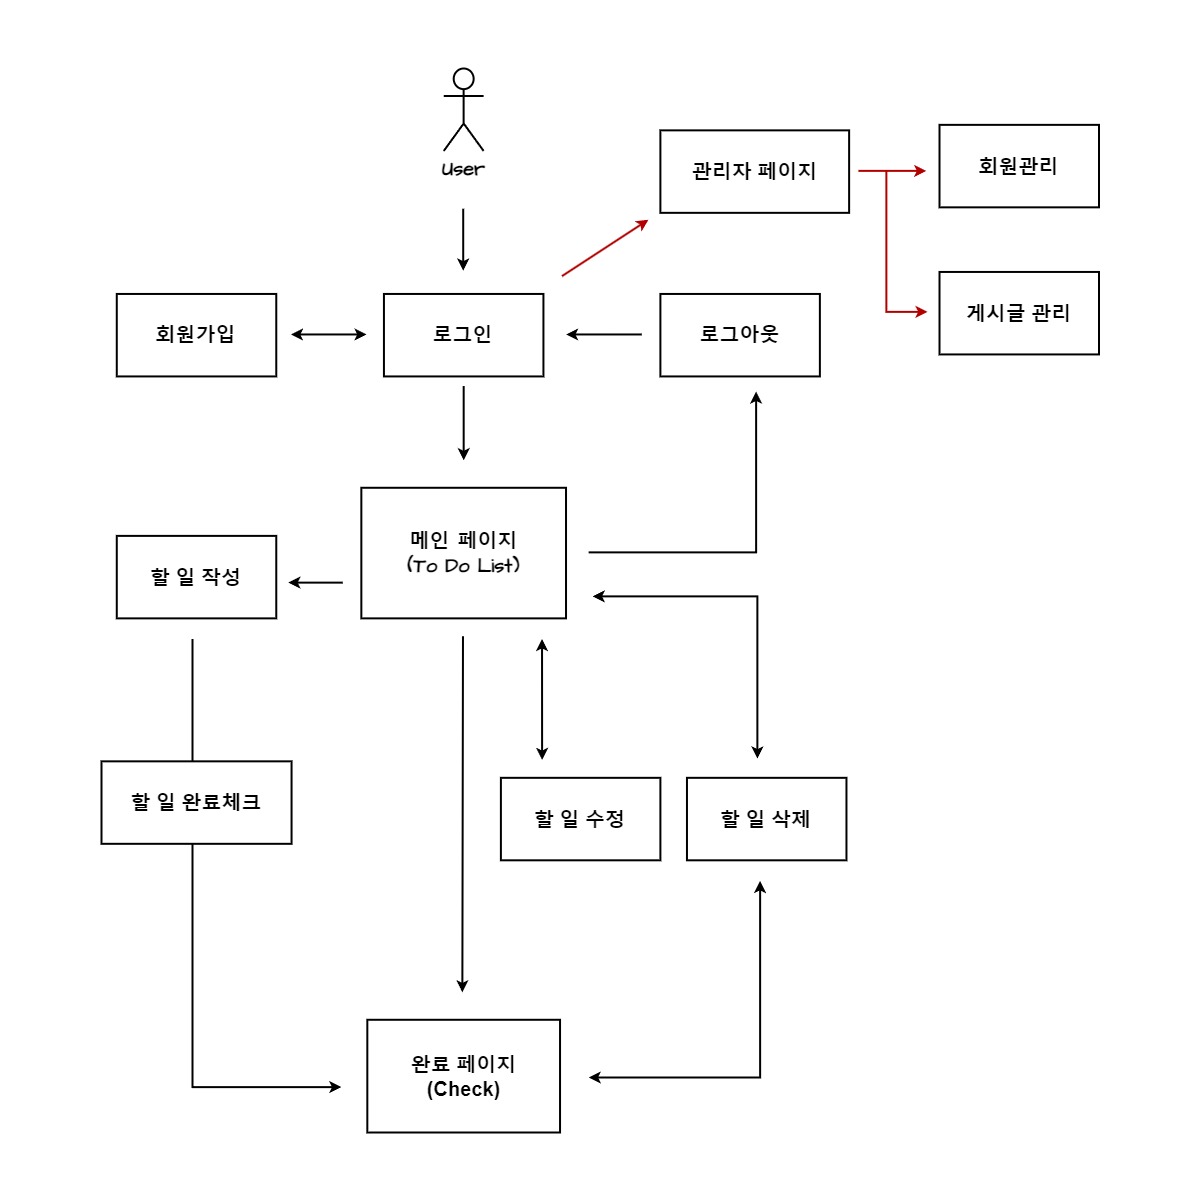 User
관리자 페이지
회원관리
게시글 관리
회원가입
로그인
로그아웃
메인 페이지
(To Do List)
할 일 작성
할 일 완료체크
할 일 수정
할 일 삭제
완료 페이지
(Check)